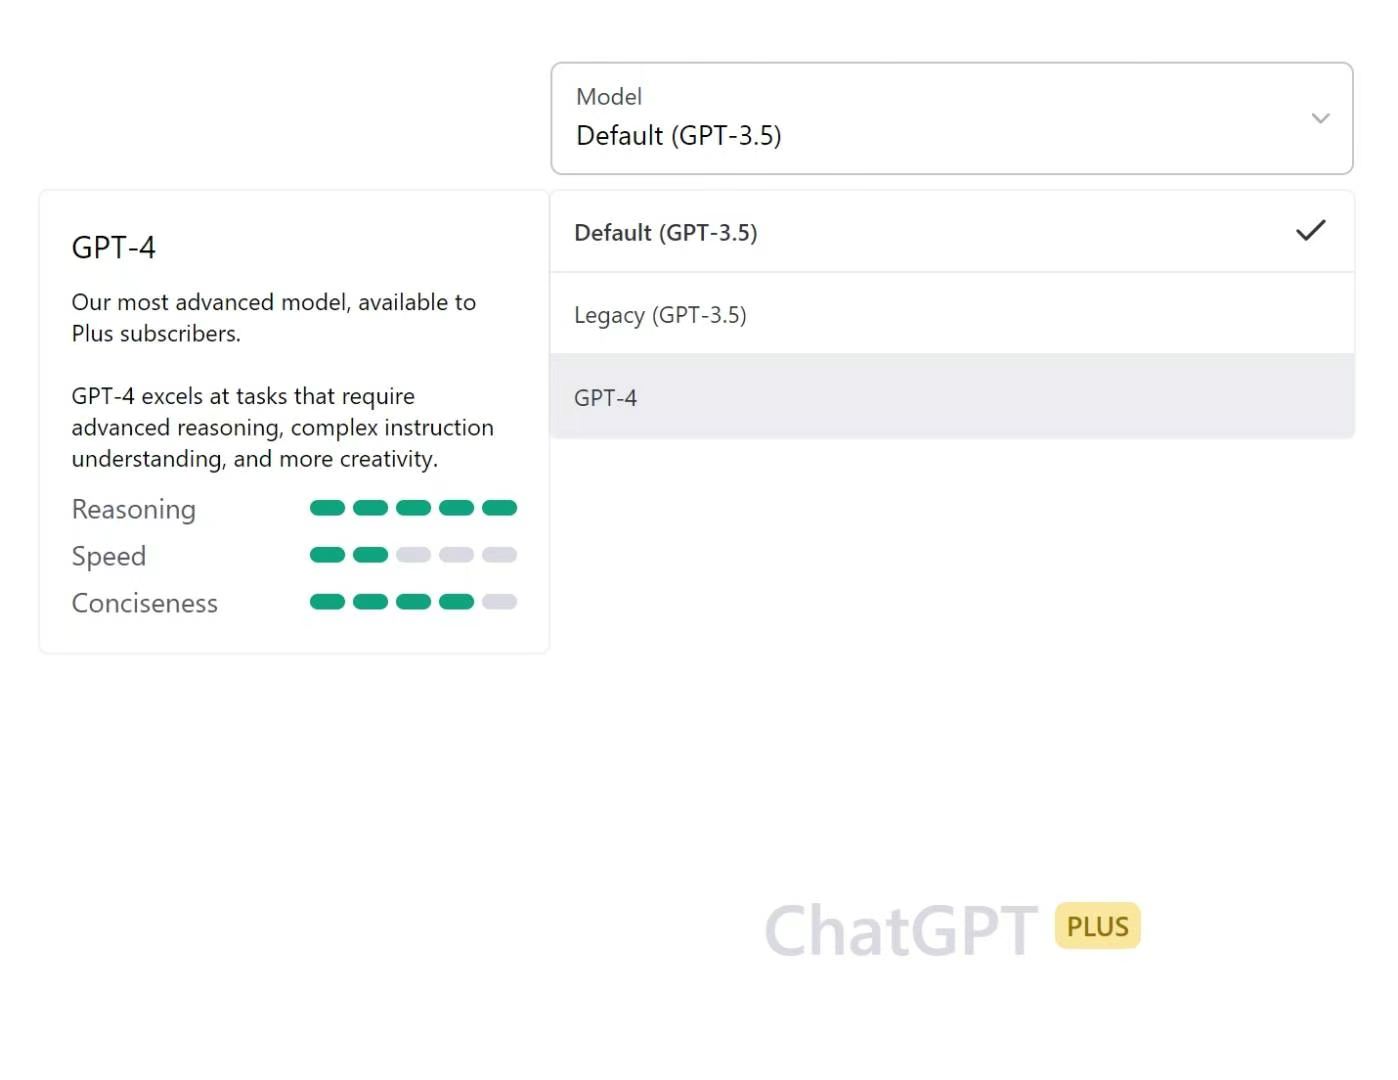 Model
Default (GPT-3.5)
Default (GPT-3.5)
Legacy (GPT-3.5)
GPT-4
GPT-4
Our most advanced model, available to
Plus subscribers.
GPT-4 excels at tasks that require
advanced reasoning, complex instruction
understanding, and more creativity.
Reasoning
Speed
Conciseness
ChatGPT PLUS